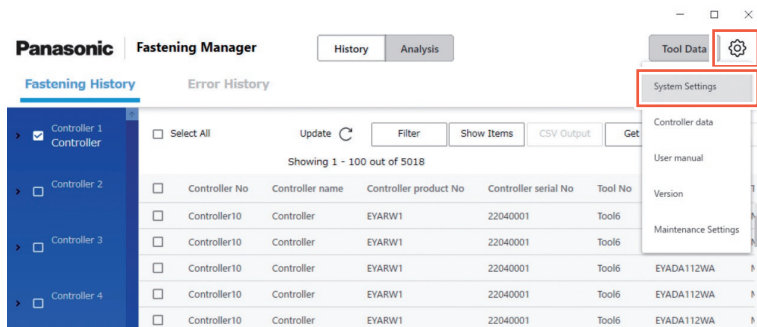 Panasonic Fastening Manager History Analysis Tool Data
Fastening History Error History
System Settings
Controller data
User manual
Version
Maintenance Settings
Controller 1
Controller
Controller 2
Controller 3
Controller 4
Select All Update Filter Show Items CSV Output Get
Showing 1 - 100 out of 5018
Controller No Controller name Controller product No Controller serial No Tool No
Controller10 Controller EYARW1 22040001 Tool6
Controller10 Controller EYARW1 22040001 Tool6
Controller10 Controller EYARW1 22040001 Tool6 EYADA112WA
Controller10 Controller EYARW1 22040001 Tool6 EYADA112WA
Controller10 Controller EYARW1 22040001 Tool6 EYADA112WA